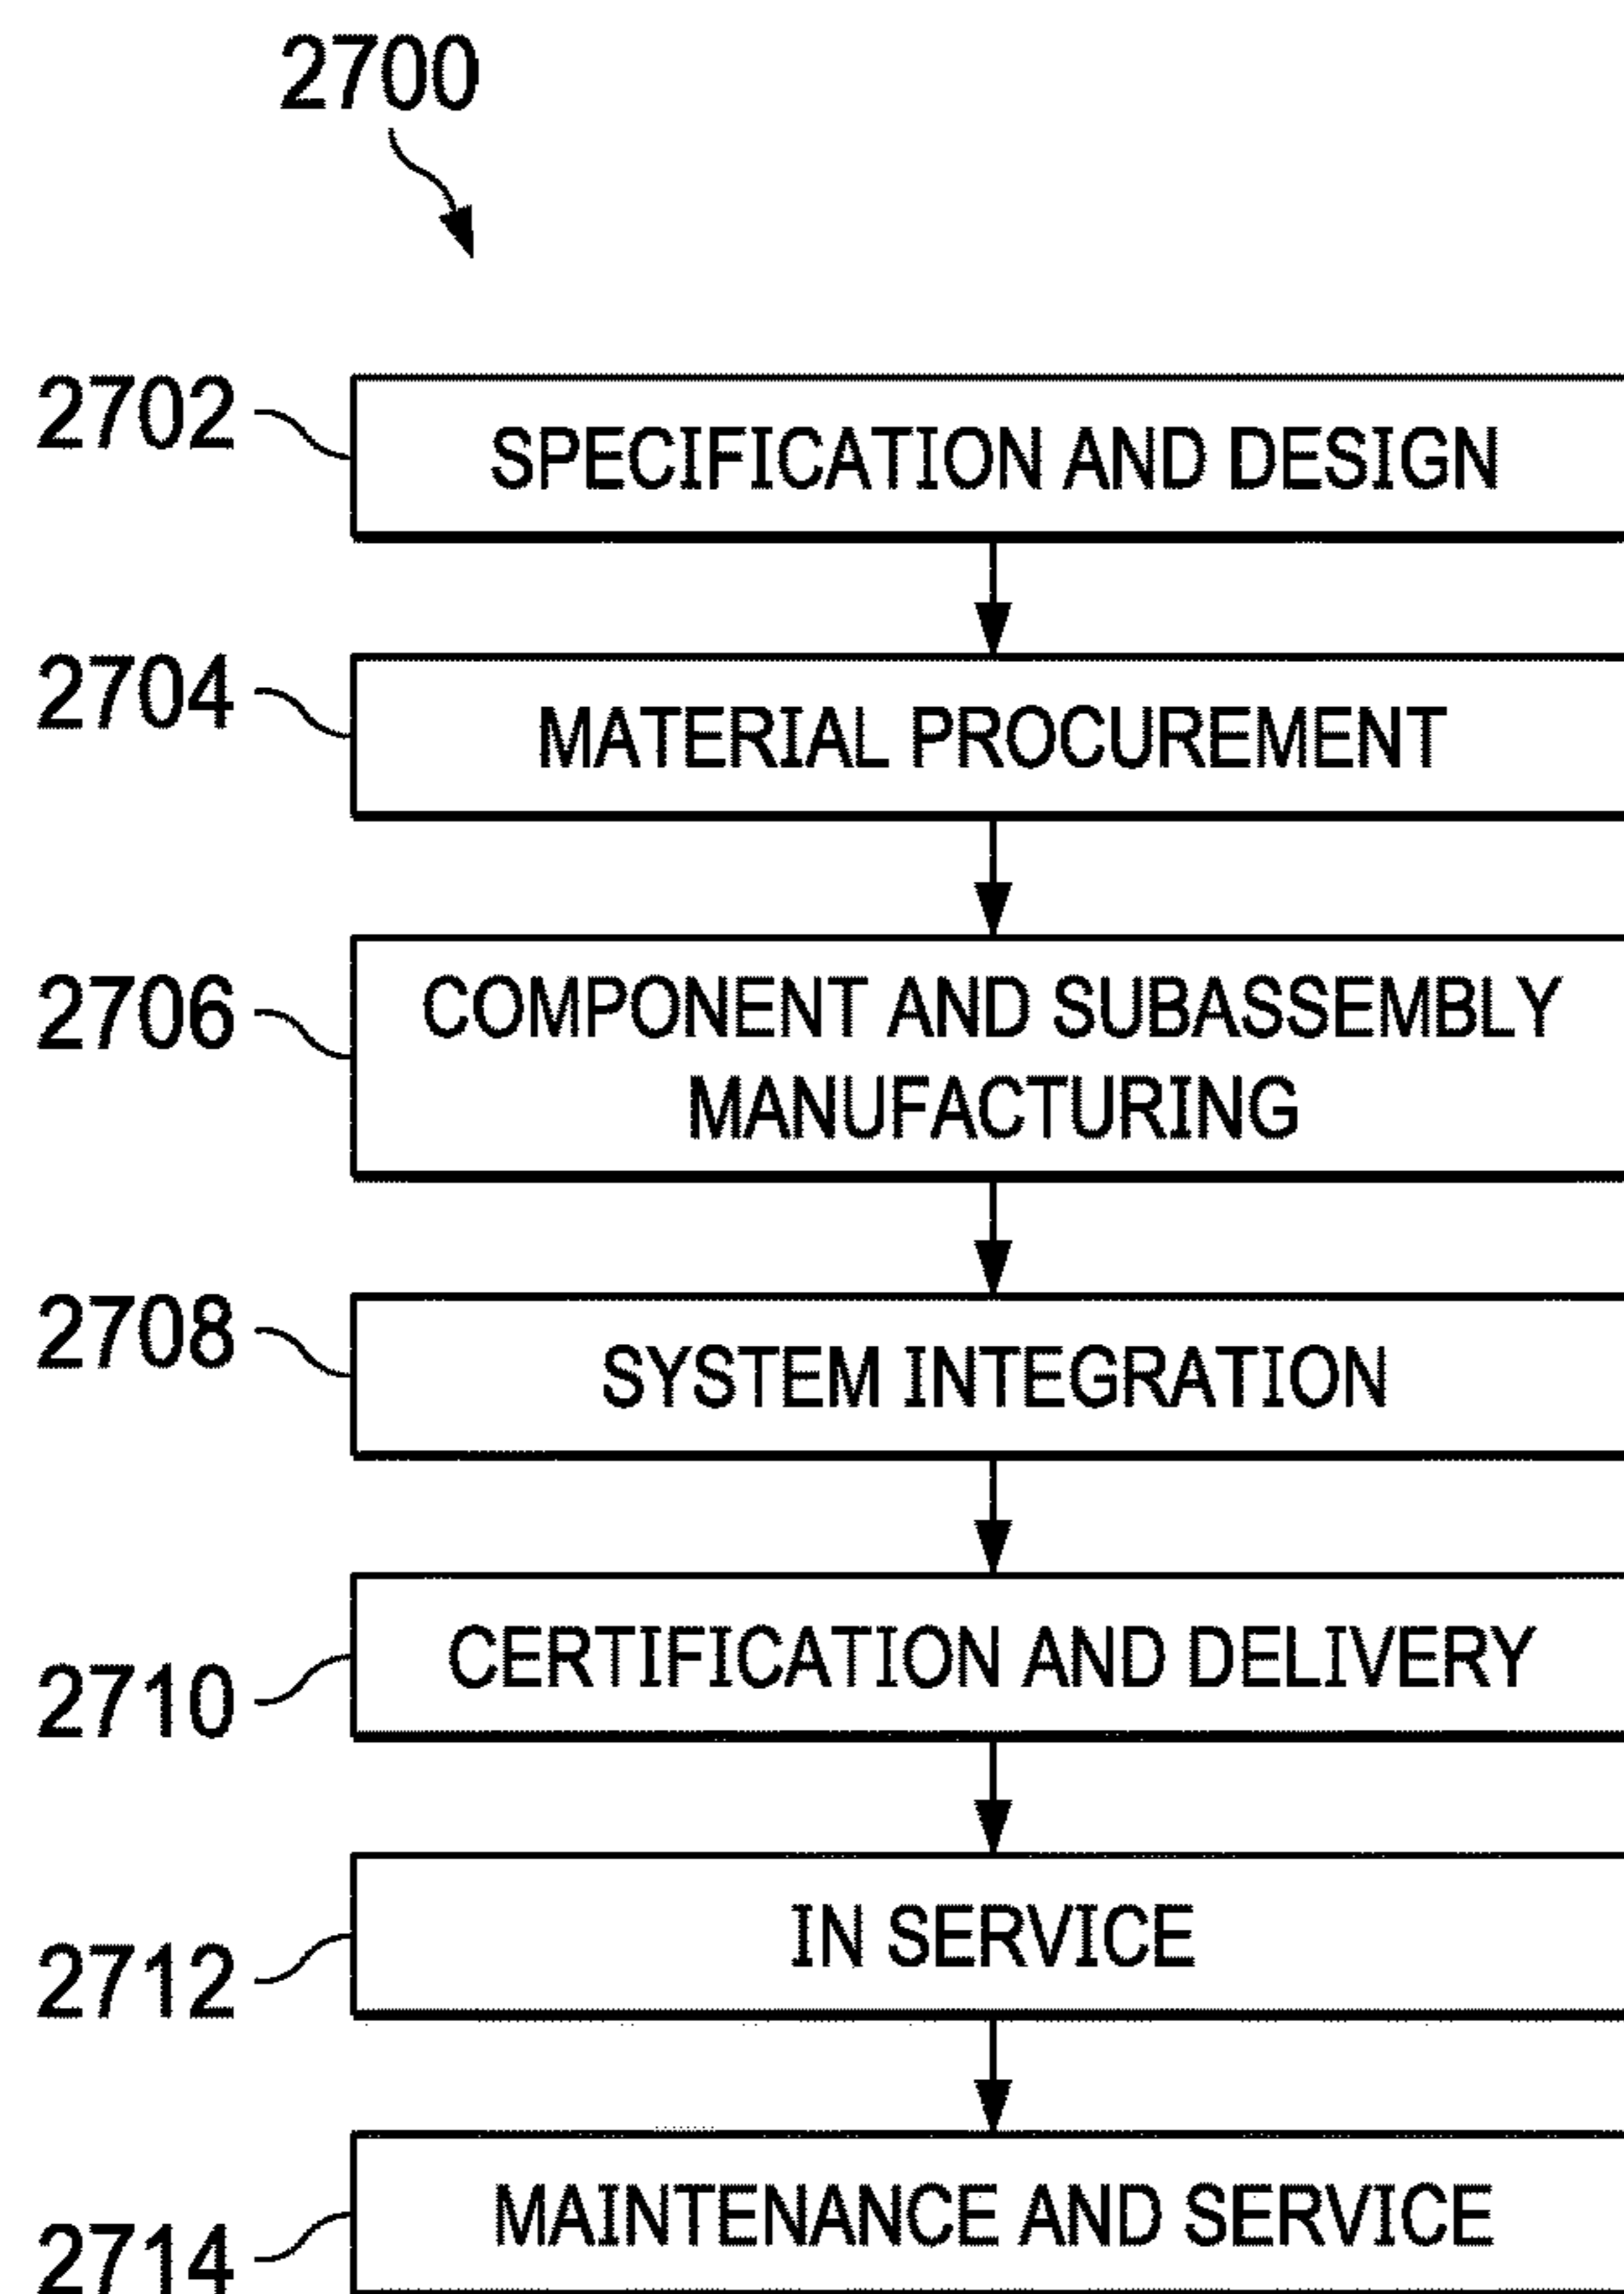 2700
2702 SPECIFICATION AND DESIGN
2704 MATERIAL PROCUREMENT
2706 COMPONENT AND SUBASSEMBLY
MANUFACTURING
2708 SYSTEM INTEGRATION
2710 CERTIFICATION AND DELIVERY
2712 IN SERVICE
2714 MAINTENANCE AND SERVICE